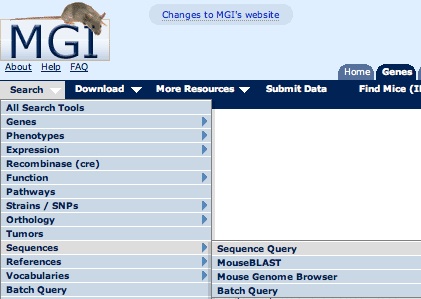 Changes to MGI's website
MGI
About Help FAQ
Home Genes
Search Download More Resources Submit Data Find Mice (I
All Search Tools
Genes
Phenotypes
Expression
Recombinase (cre)
Function
Pathways
Strains / SNPs
Orthology
Tumors
Sequences
References
Vocabularies
Batch Query
Sequence Query
MouseBLAST
Mouse Genome Browser
Batch Query